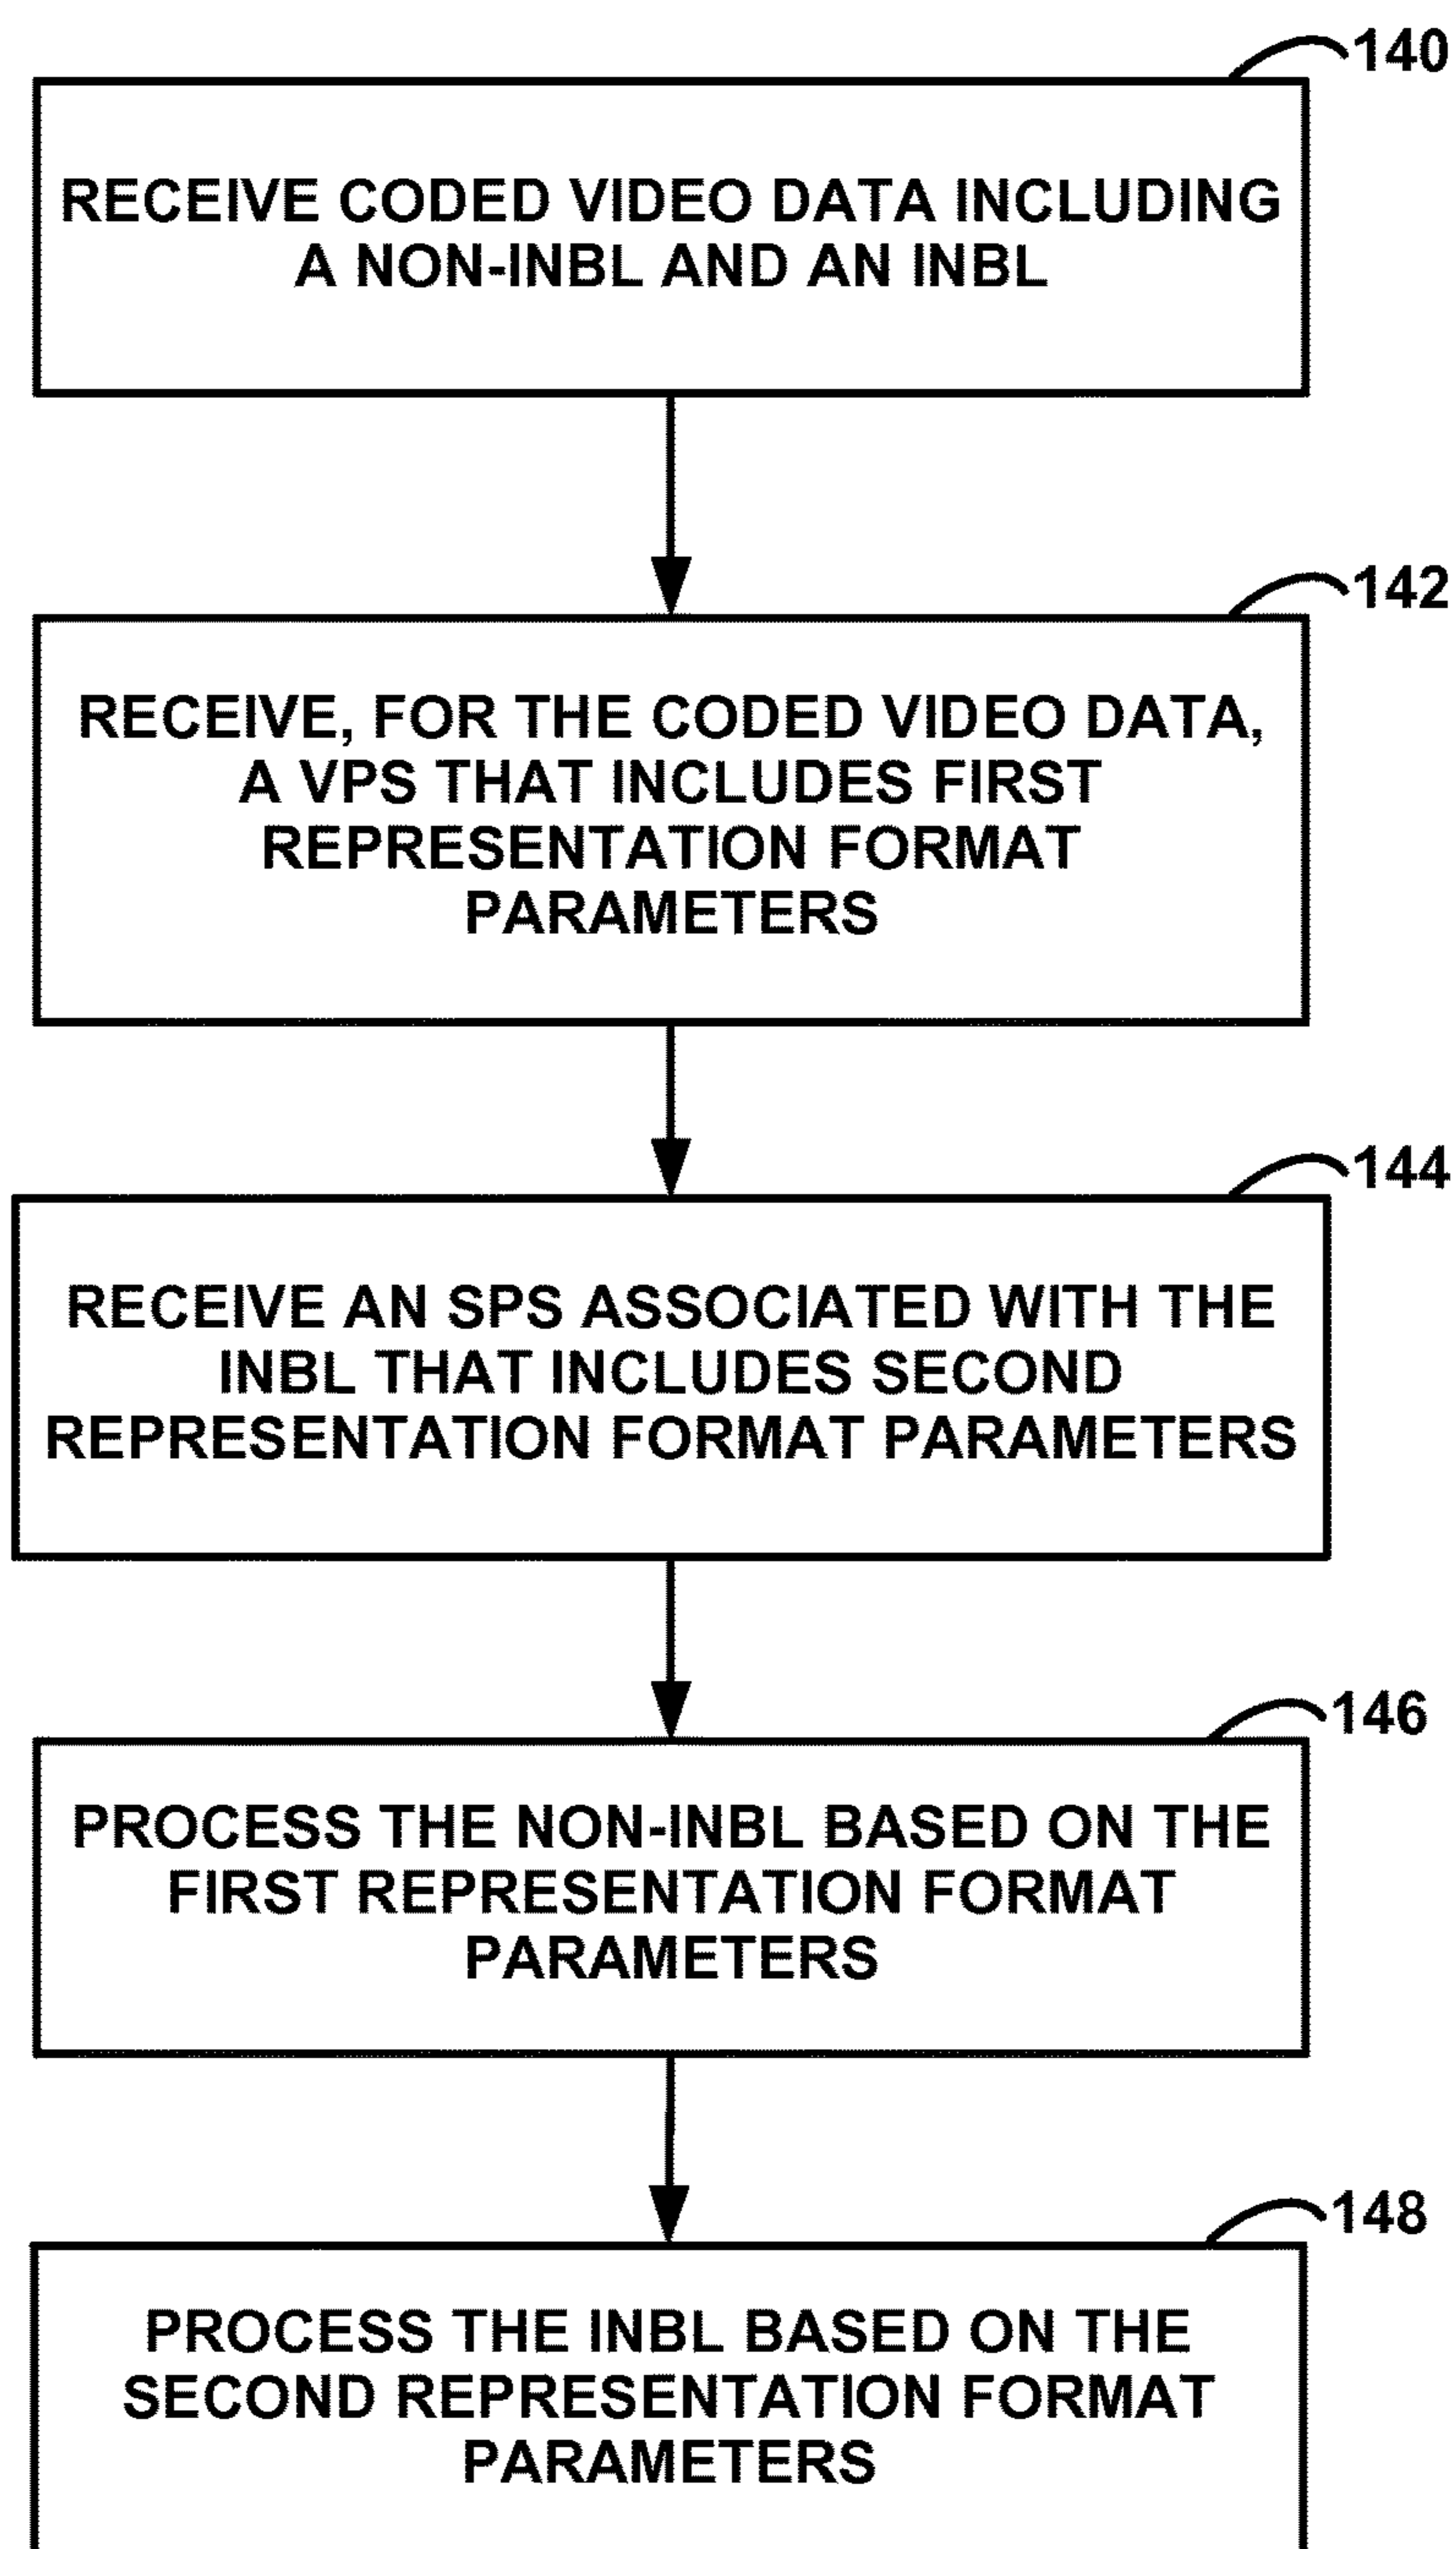 140
RECEIVE CODED VIDEO DATA INCLUDING
A NON-INBL AND AN INBL
142
RECEIVE, FOR THE CODED VIDEO DATA,
A VPS THAT INCLUDES FIRST
REPRESENTATION FORMAT
PARAMETERS
144
RECEIVE AN SPS ASSOCIATED WITH THE
INBL THAT INCLUDES SECOND
REPRESENTATION FORMAT PARAMETERS
146
PROCESS THE NON-INBL BASED ON THE
FIRST REPRESENTATION FORMAT
PARAMETERS
148
PROCESS THE INBL BASED ON THE
SECOND REPRESENTATION FORMAT
PARAMETERS